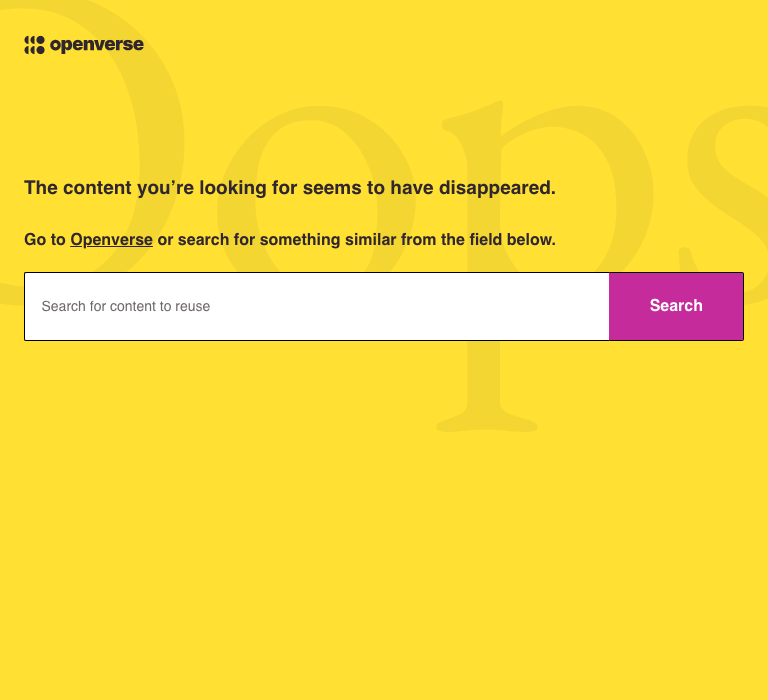 openverse
Oops
The content you’re looking for seems to have disappeared.
Go to Openverse or search for something similar from the field below.
Search for content to reuse
Search